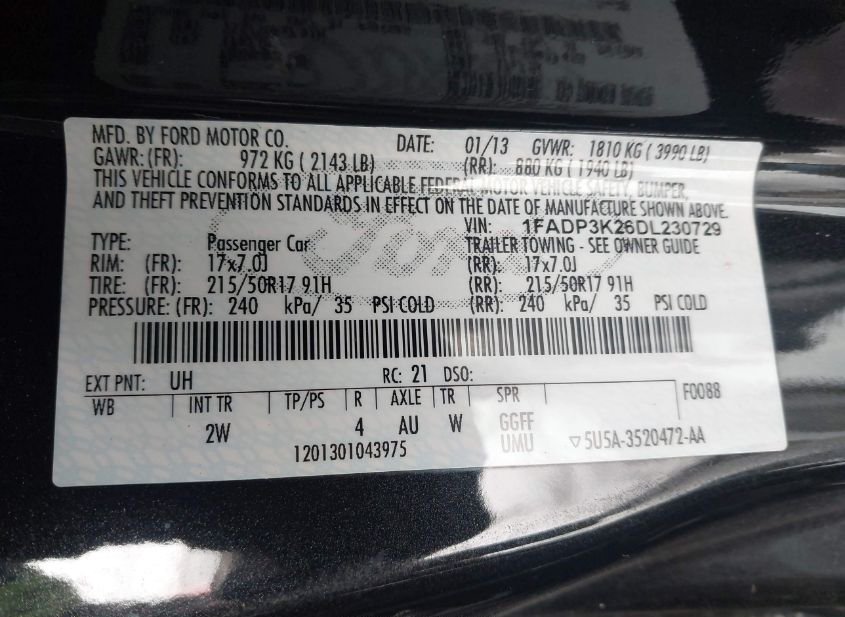 MFD. BY FORD MOTOR CO. DATE: 01/13 GVWR: 1810 KG ( 3990 LB)
GAWR: (FR): 972 KG ( 2143 LB) (RR): 880 KG ( 1940 LB)
THIS VEHICLE CONFORMS TO ALL APPLICABLE FEDERAL MOTOR VEHICLE SAFETY, BUMPER,
AND THEFT PREVENTION STANDARDS IN EFFECT ON THE DATE OF MANUFACTURE SHOWN ABOVE.
VIN: 1FADP3K26DL230729
TYPE: Passenger Car TRAILER TOWING - SEE OWNER GUIDE
RIM: (FR): 17x7.0J (RR): 17x7.0J
TIRE: (FR): 215/50R17 91H (RR): 215/50R17 91H
PRESSURE: (FR): 240 kPa/ 35 PSI COLD (RR): 240 kPa/ 35 PSI COLD
EXT PNT: UH RC: 21 DSO:
WB INT TR TP/PS R AXLE TR SPR F0088
2W 4 AU W GGFF
UMU ▽5U5A-3520472-AA
1201301043975
Ford